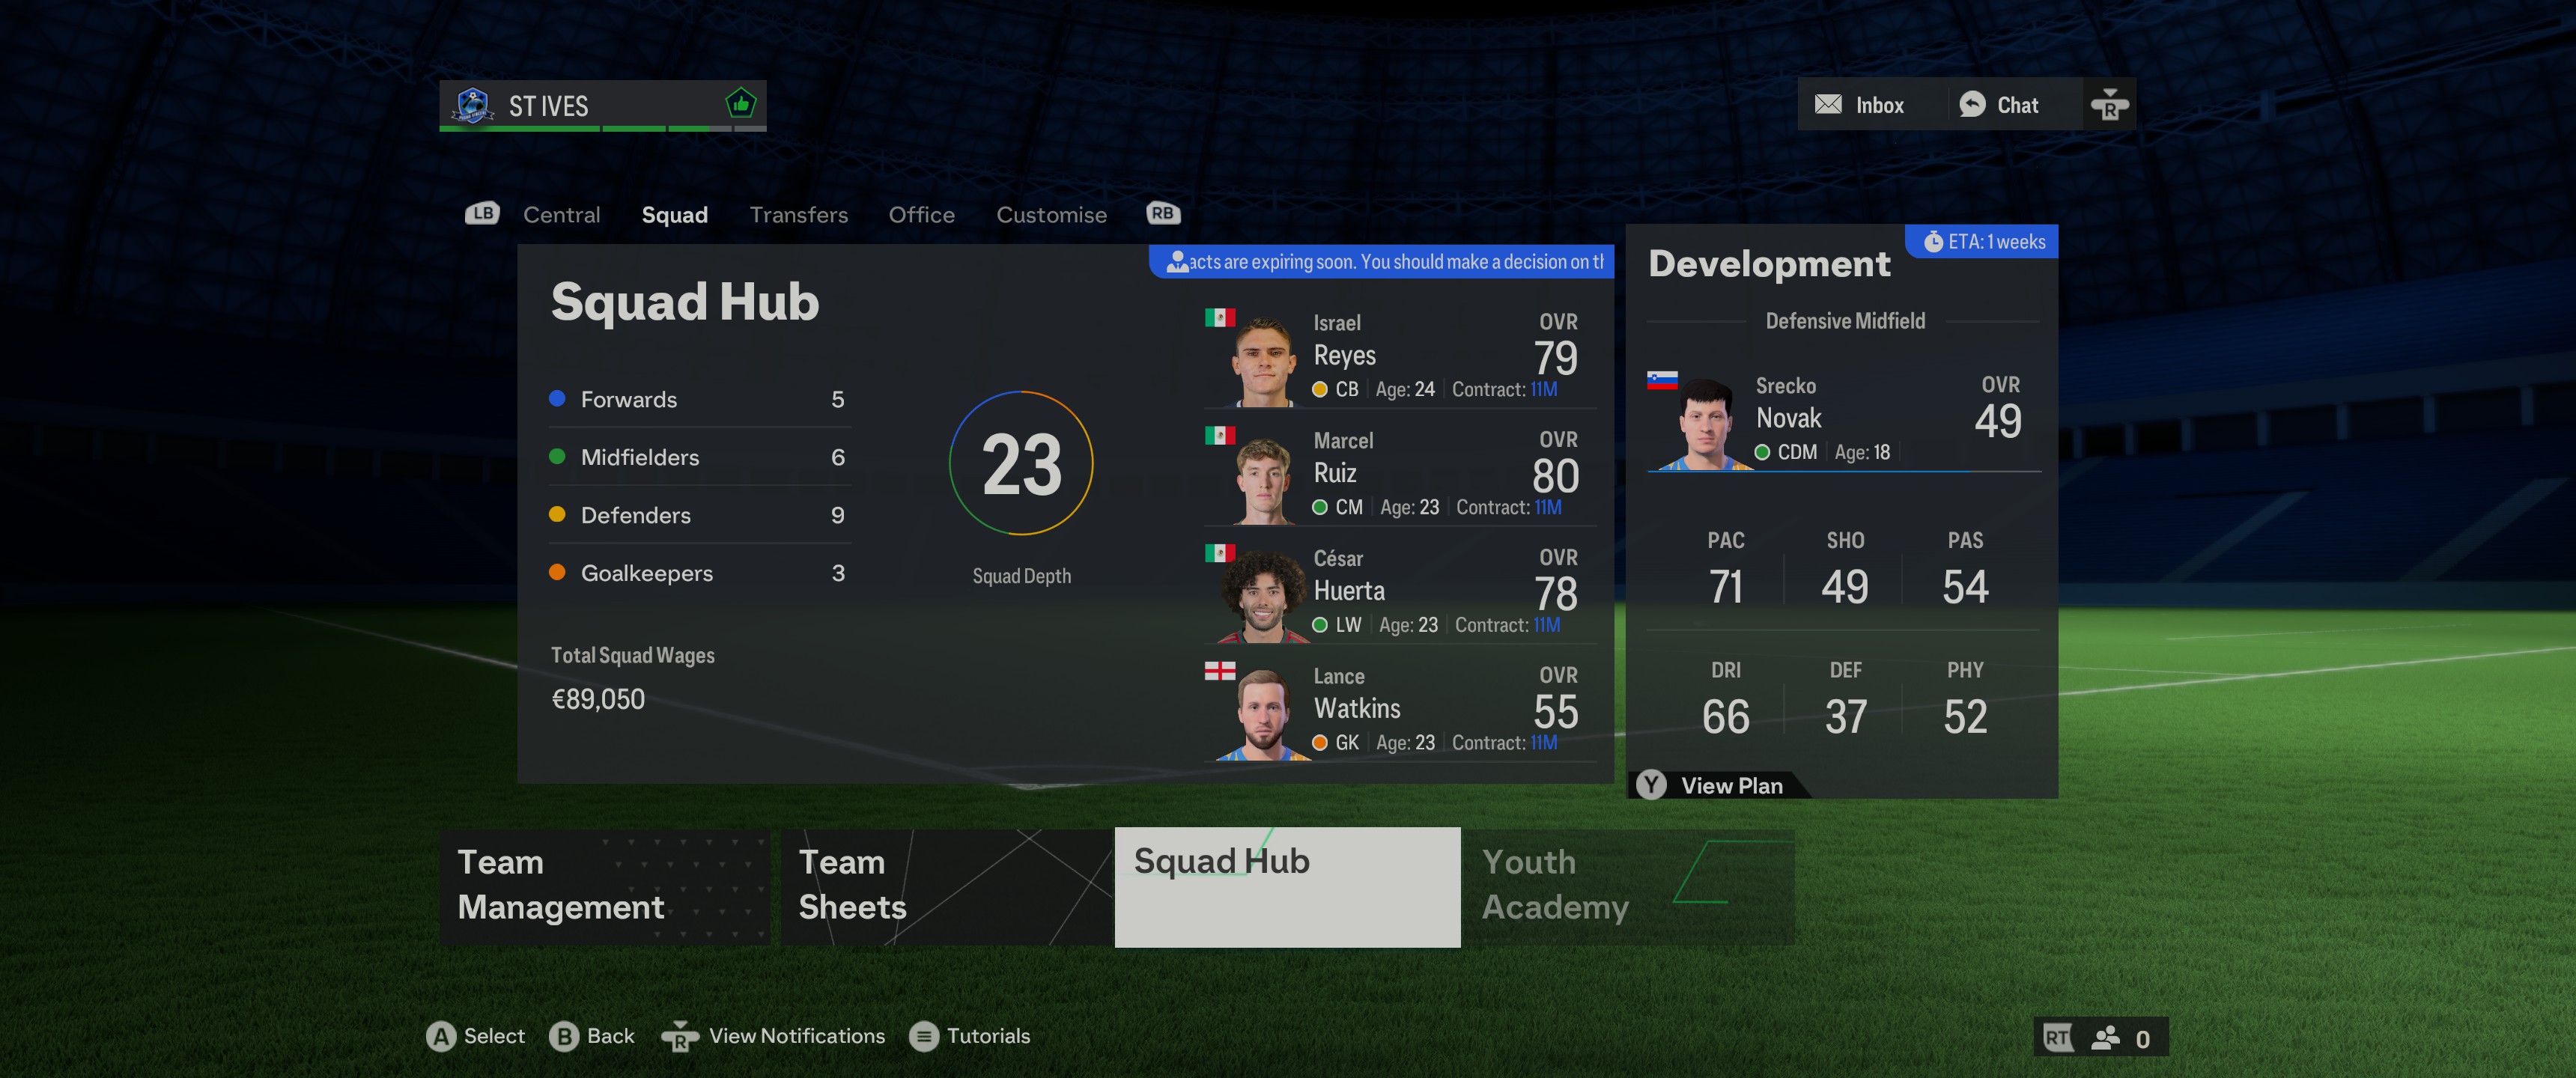 ST IVES
Inbox
Chat
R
LB
Central
Squad
Transfers
Office
Customise
RB
Squad Hub
Forwards 5
Midfielders 6
Defenders 9
Goalkeepers 3
Total Squad Wages
€89,050
23
Squad Depth
acts are expiring soon. You should make a decision on th
Israel OVR
Reyes 79
CB Age: 24 Contract: 11M
Marcel OVR
Ruiz 80
CM Age: 23 Contract: 11M
César OVR
Huerta 78
LW Age: 23 Contract: 11M
Lance OVR
Watkins 55
GK Age: 23 Contract: 11M
ETA: 1 weeks
Development
Defensive Midfield
Srecko OVR
Novak 49
CDM Age: 18
PAC SHO PAS
71 49 54
DRI DEF PHY
66 37 52
Y View Plan
Team
Management
Team
Sheets
Squad Hub
Youth
Academy
A Select B Back R View Notifications Tutorials
RT 0